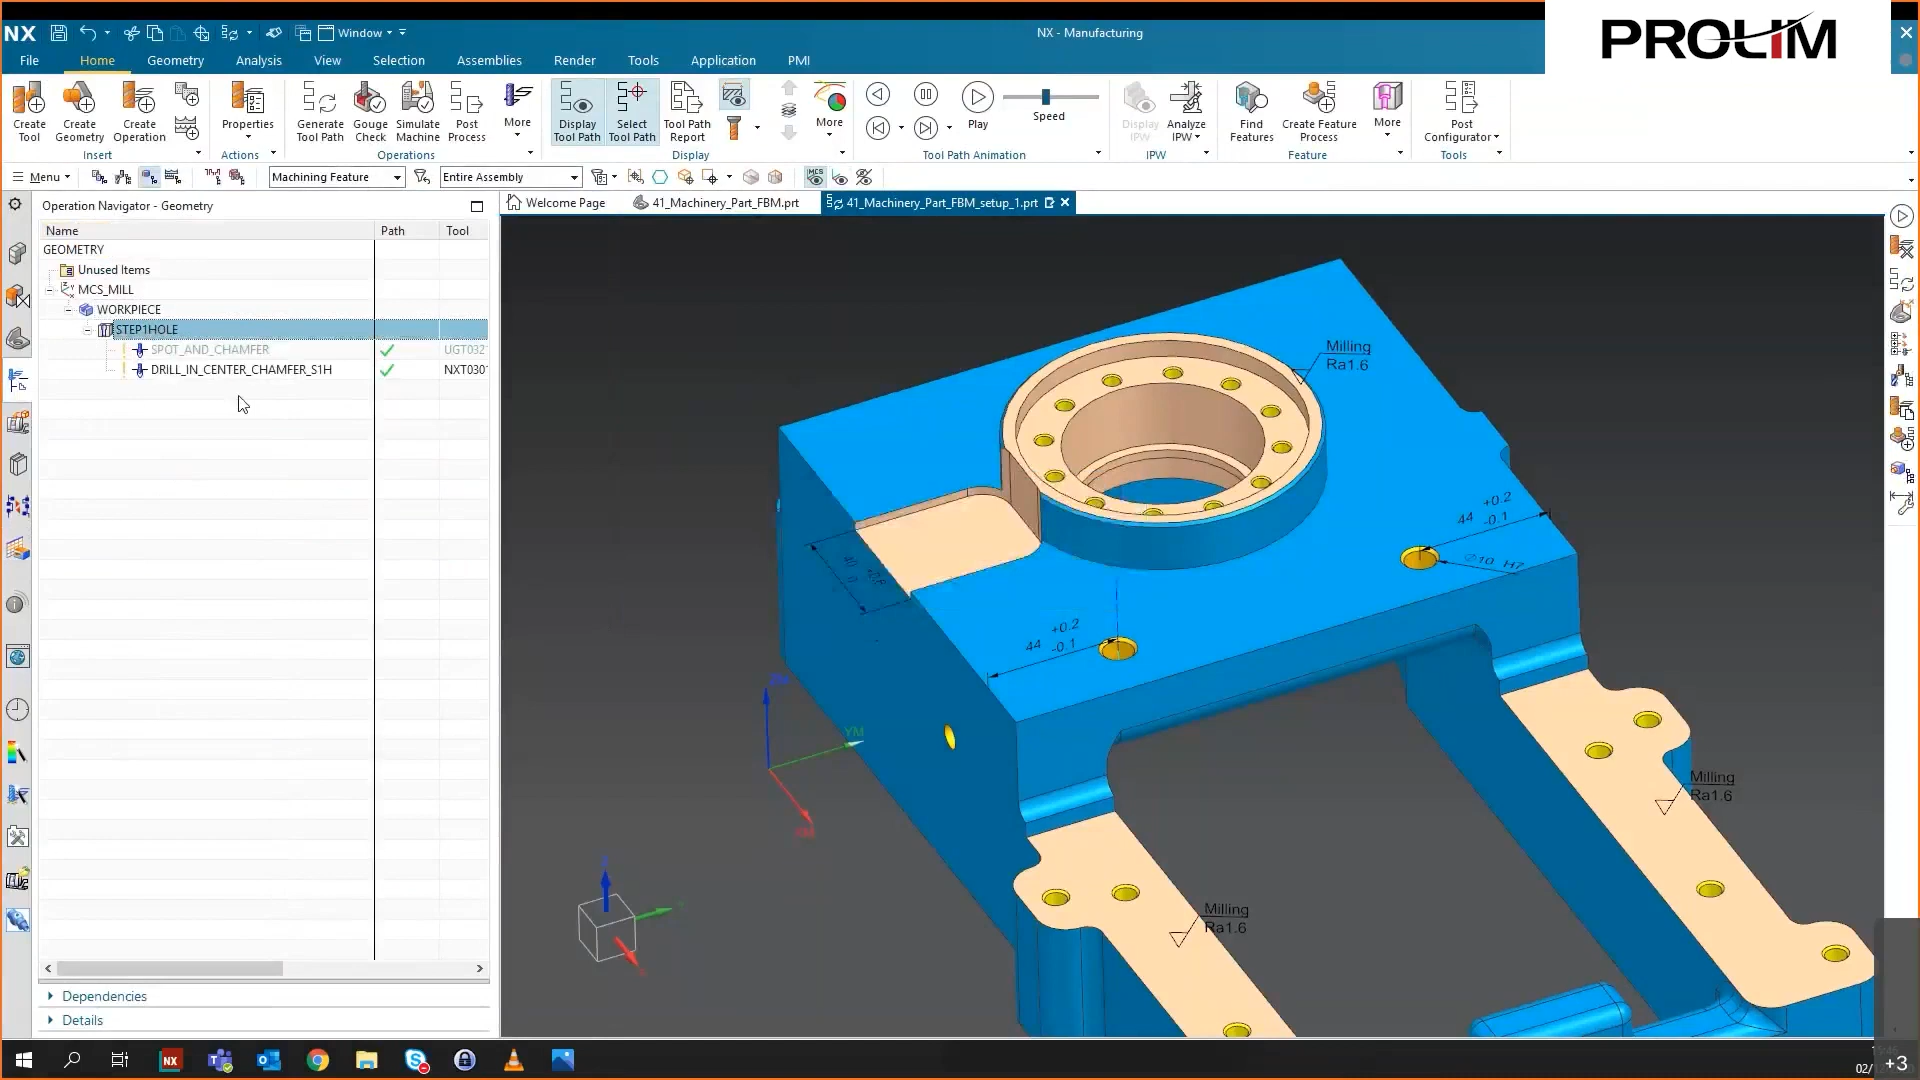 NX
Window
NX - Manufacturing
PROLIM
File
Home
Geometry
Analysis
View
Selection
Assemblies
Render
Tools
Application
PMI
Create Tool
Create Geometry
Create Operation
Insert
Properties
Actions
Generate Tool Path
Gouge Check
Simulate Machine
Post Process
More
Operations
Display Tool Path
Select Tool Path
Tool Path Report
More
Display
Play
Speed
Tool Path Animation
Display IPW
Analyze IPW
IPW
Find Features
Create Feature Process
More
Feature
Post Configurator
Tools
Menu
Machining Feature
Entire Assembly
MCS
Operation Navigator - Geometry
Welcome Page
41_Machinery_Part_FBM.prt
41_Machinery_Part_FBM_setup_1.prt
Name
Path
Tool
GEOMETRY
Unused Items
MCS_MILL
WORKPIECE
STEP1HOLE
SPOT_AND_CHAMFER
UGT032
DRILL_IN_CENTER_CHAMFER_S1H
NXT030
Milling
Ra1.6
44 +0.2 -0.1
Ø10 H7
44 +0.2 -0.1
YM
Milling
Ra1.6
Milling
Ra1.6
Dependencies
Details
02/
+3